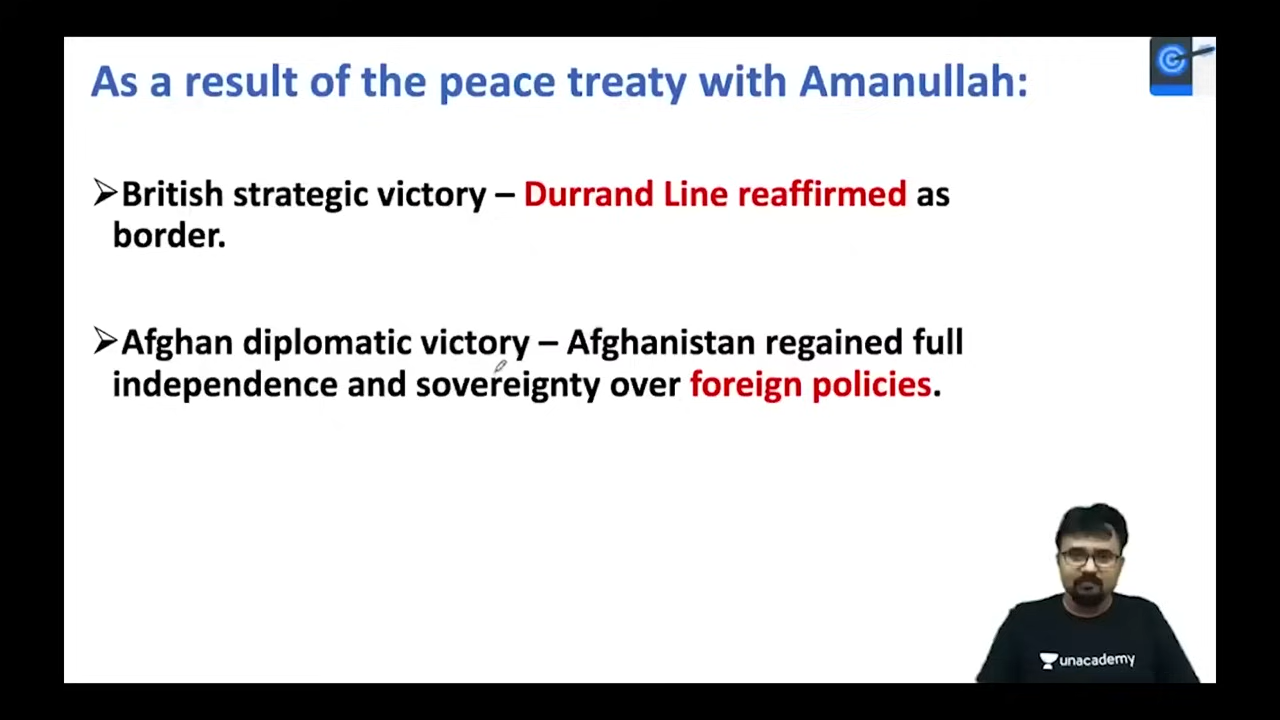 As a result of the peace treaty with Amanullah:
➢British strategic victory – Durrand Line reaffirmed as
border.
➢Afghan diplomatic victory – Afghanistan regained full
independence and sovereignty over foreign policies.
unacademy